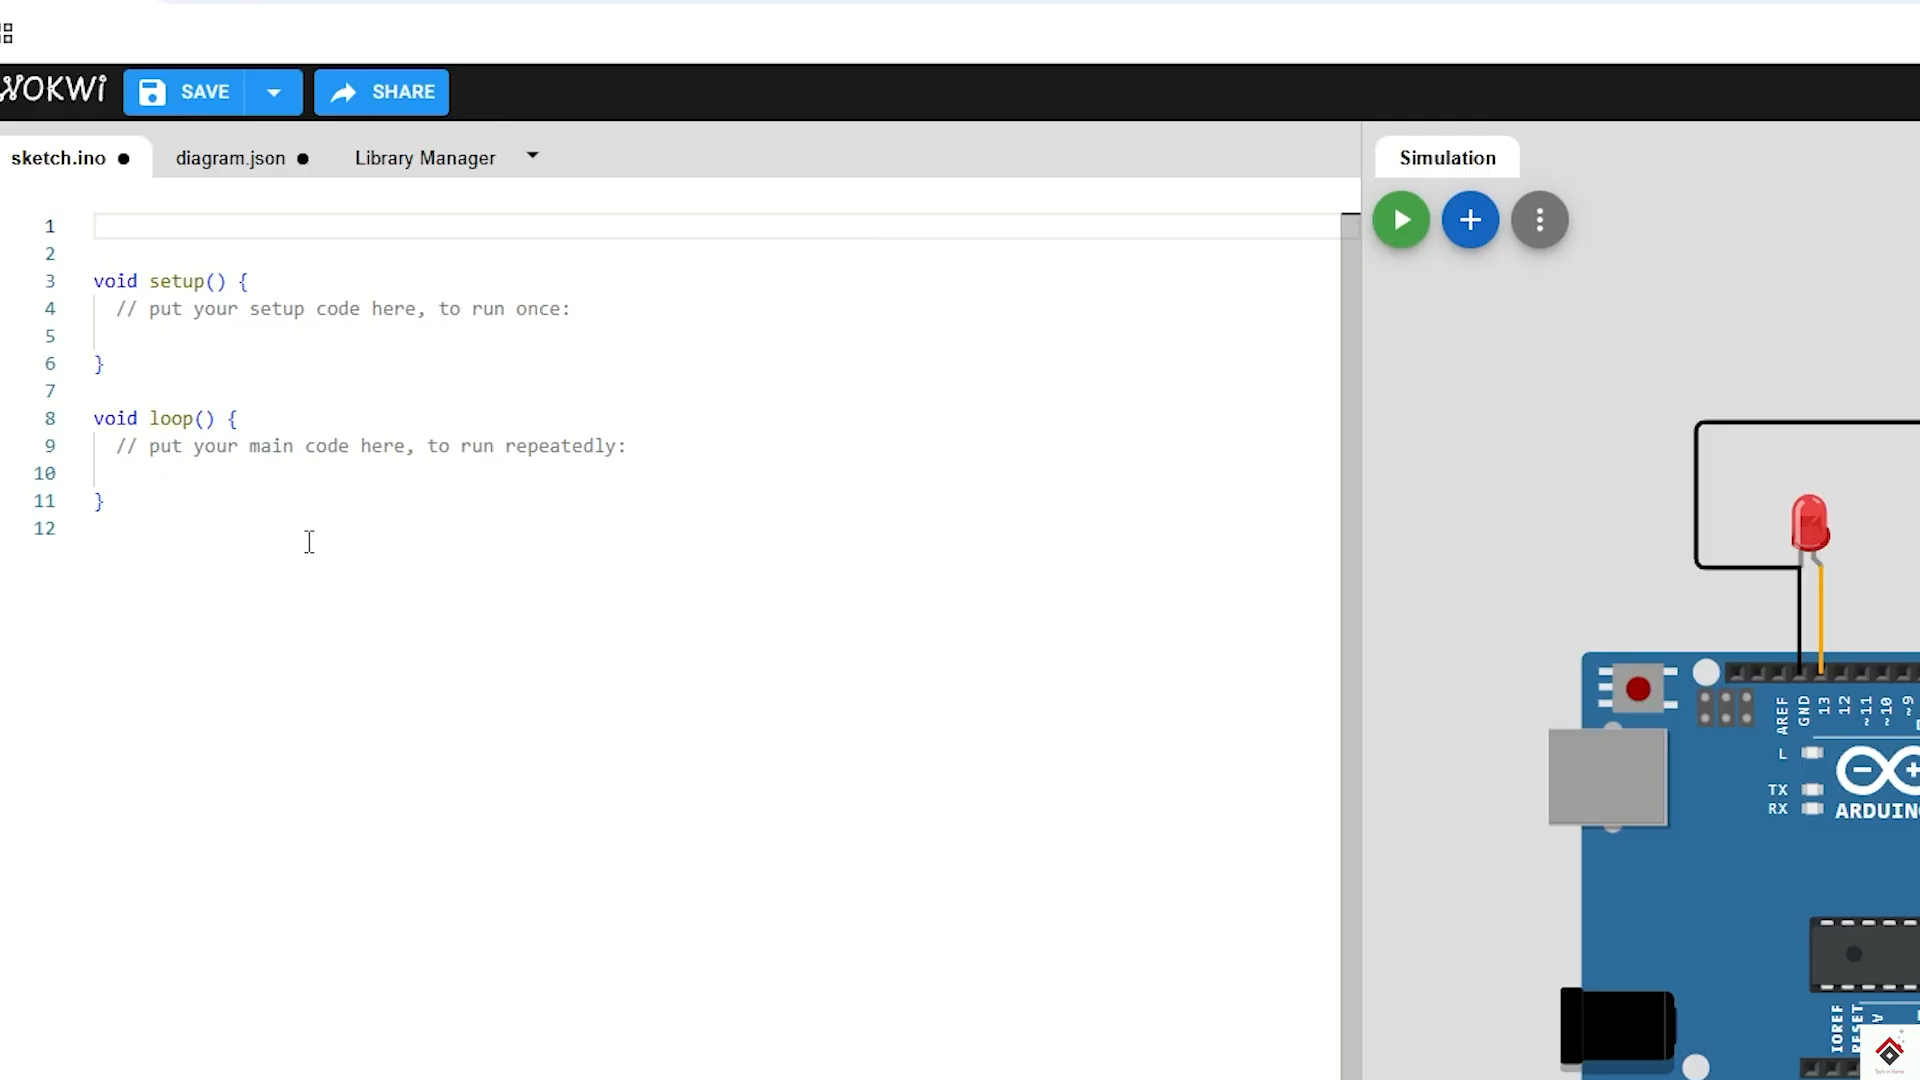 WOKWi SAVE SHARE
sketch.ino diagram.json Library Manager
Simulation
1
2
3 void setup() {
4 // put your setup code here, to run once:
5
6 }
7
8 void loop() {
9 // put your main code here, to run repeatedly:
10
11 }
12
AREF
GND
13
12
~11
~10
~9
L
TX
RX
ARDUINO
IOREF
RESET